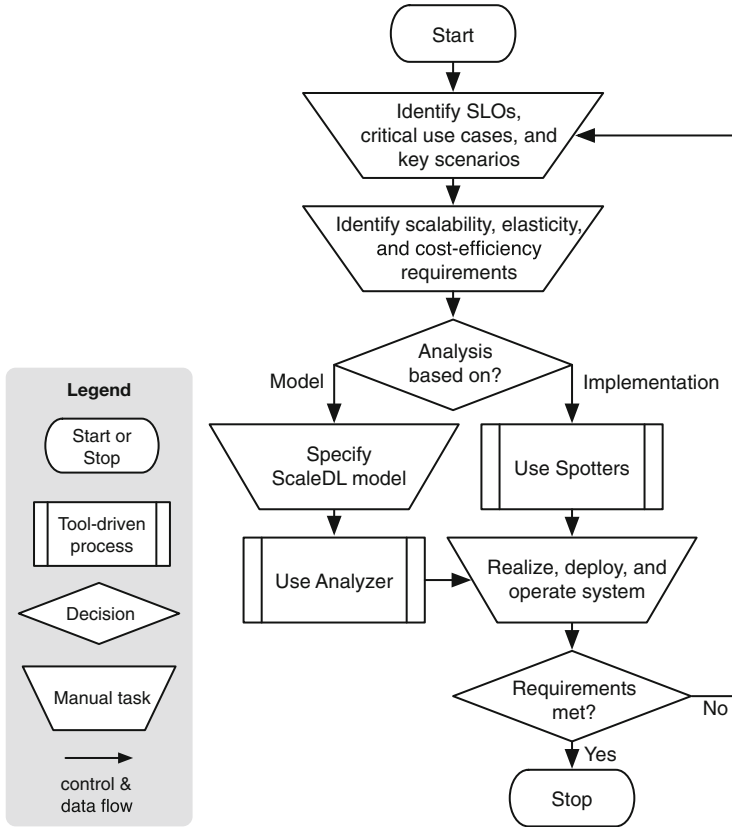 Start
Identify SLOs,
critical use cases, and
key scenarios
Identify scalability, elasticity,
and cost-efficiency
requirements
Analysis
based on?
Model
Implementation
Specify
ScaleDL model
Use Spotters
Use Analyzer
Realize, deploy, and
operate system
Requirements
met?
No
Yes
Stop
Legend
Start or
Stop
Tool-driven
process
Decision
Manual task
control &
data flow